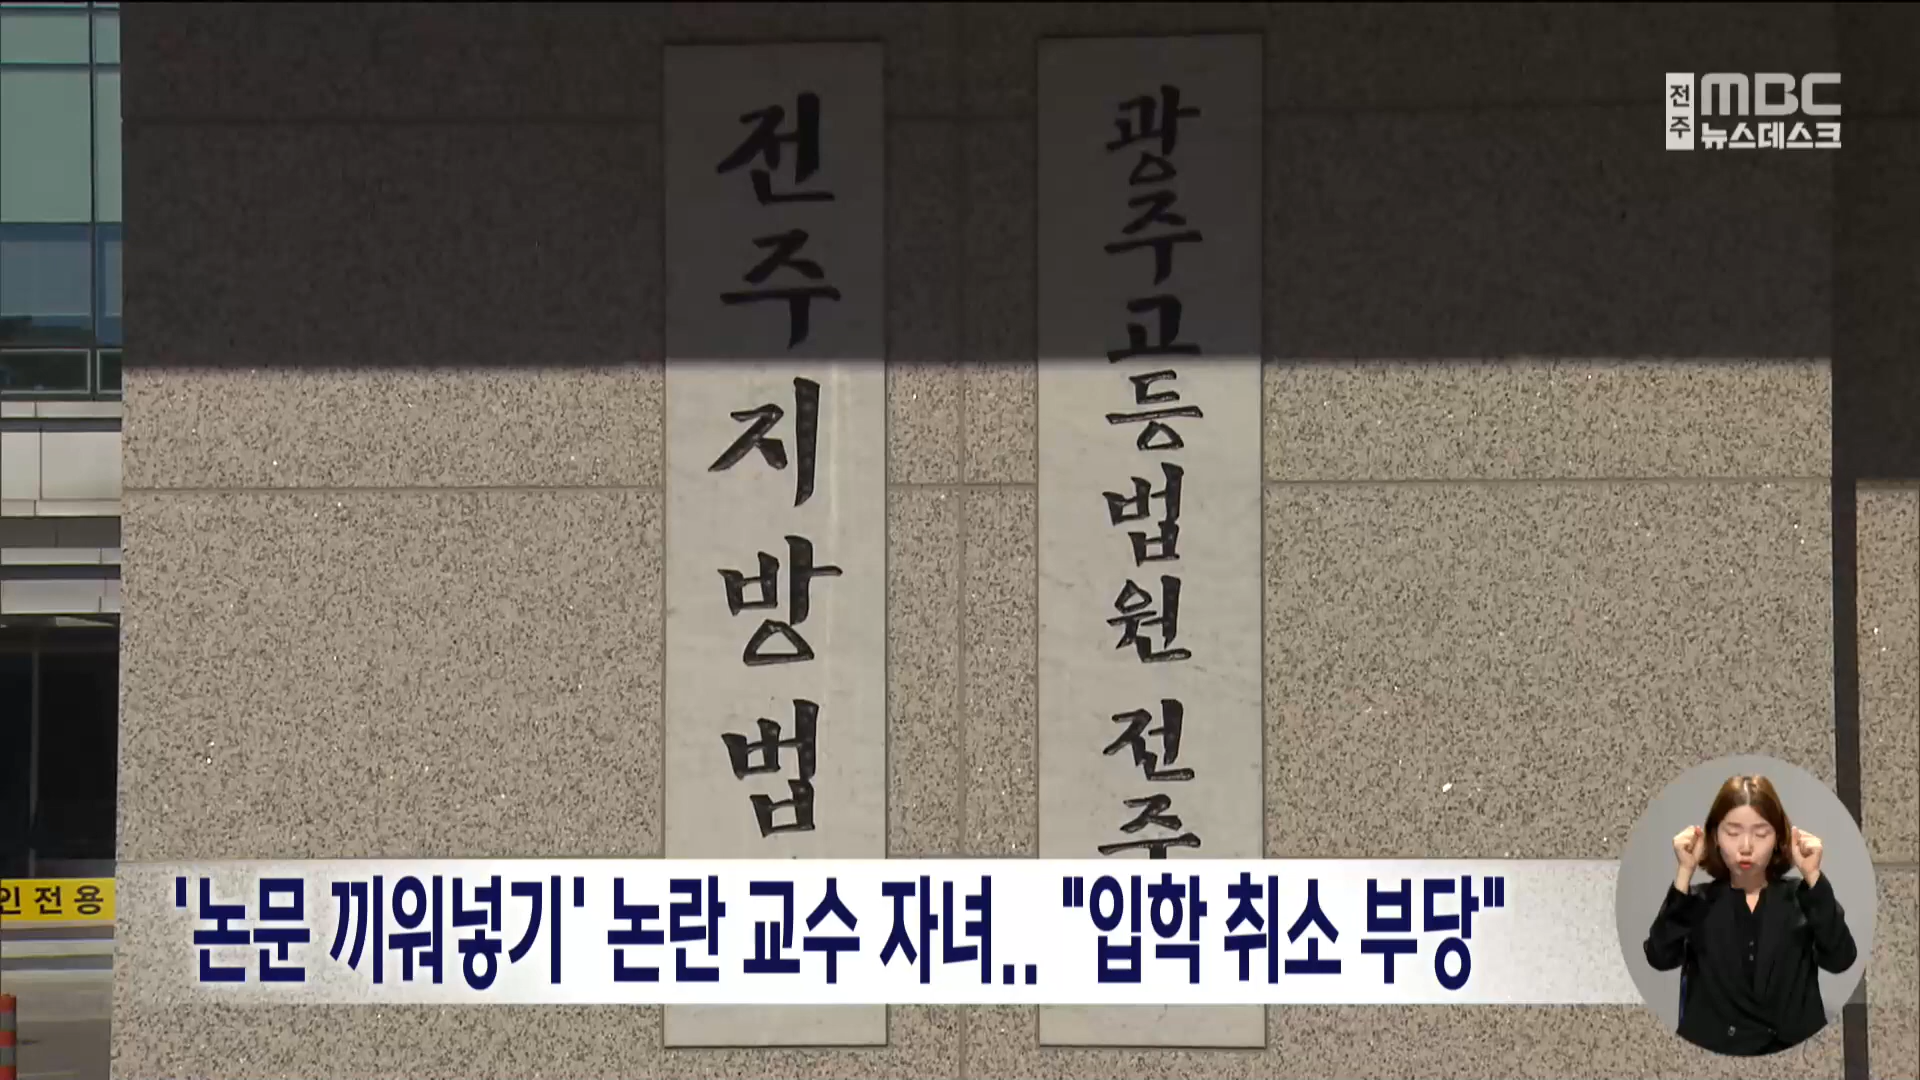 전주
MBC
뉴스데스크
전주지방법
광주고등법원 전주
인전용
'논문 끼워넣기' 논란 교수 자녀.. "입학 취소 부당"